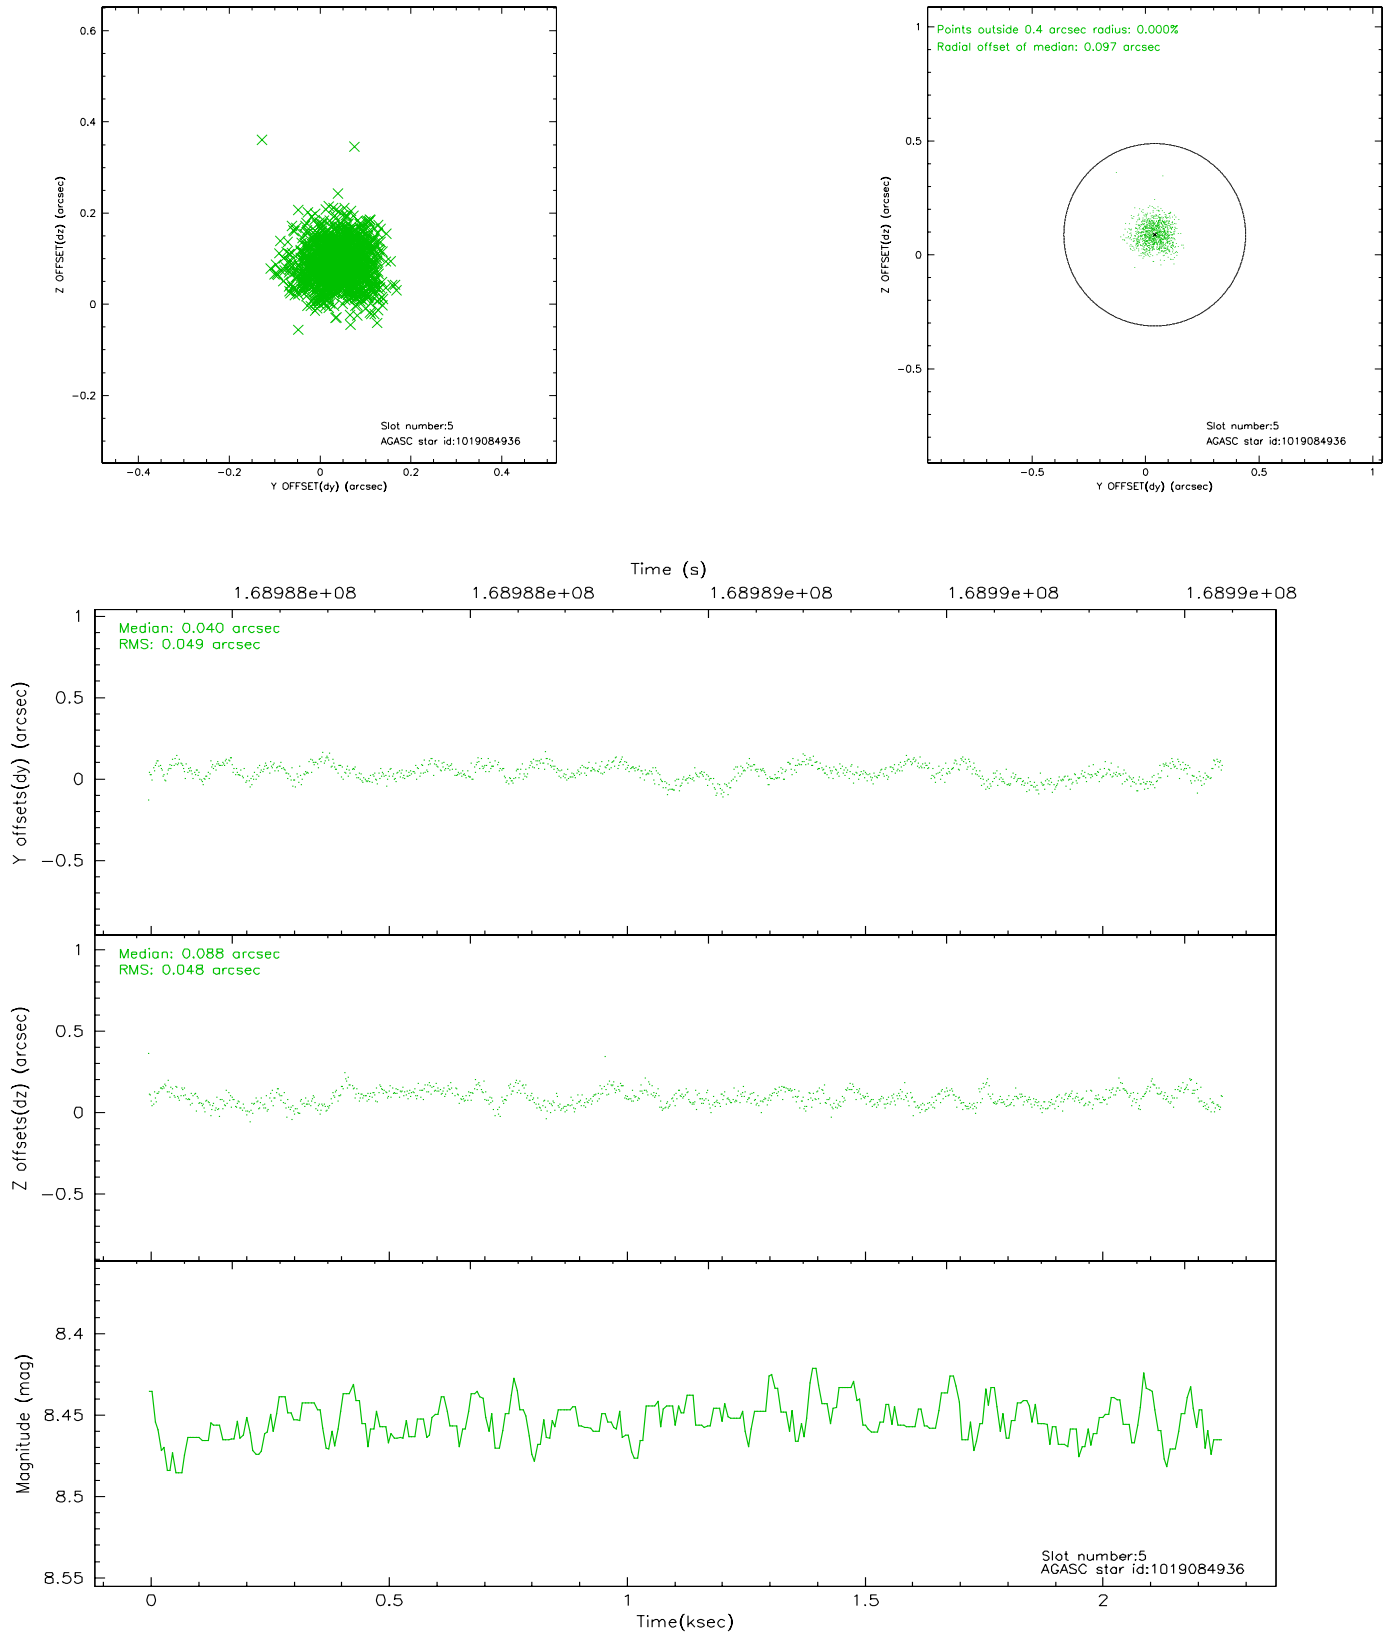 0.6
0.4
0.2
0
−0.2
Z OFFSET(dz) (arcsec)
Slot number:5
AGASC star id:1019084936
−0.4 −0.2 0 0.2 0.4
Y OFFSET(dy) (arcsec)
Points outside 0.4 arcsec radius: 0.000%
Radial offset of median: 0.097 arcsec
1
0.5
0
−0.5
Z OFFSET(dz) (arcsec)
Slot number:5
AGASC star id:1019084936
−0.5 0 0.5 1
Y OFFSET(dy) (arcsec)
Time (s)
1.68988e+08 1.68988e+08 1.68989e+08 1.6899e+08 1.6899e+08
Median: 0.040 arcsec
RMS: 0.049 arcsec
1
0.5
0
−0.5
Y offsets(dy) (arcsec)
Median: 0.088 arcsec
RMS: 0.048 arcsec
1
0.5
0
−0.5
Z offsets(dz) (arcsec)
8.4
8.45
8.5
8.55
Magnitude (mag)
Slot number:5
AGASC star id:1019084936
0 0.5 1 1.5 2
Time(ksec)